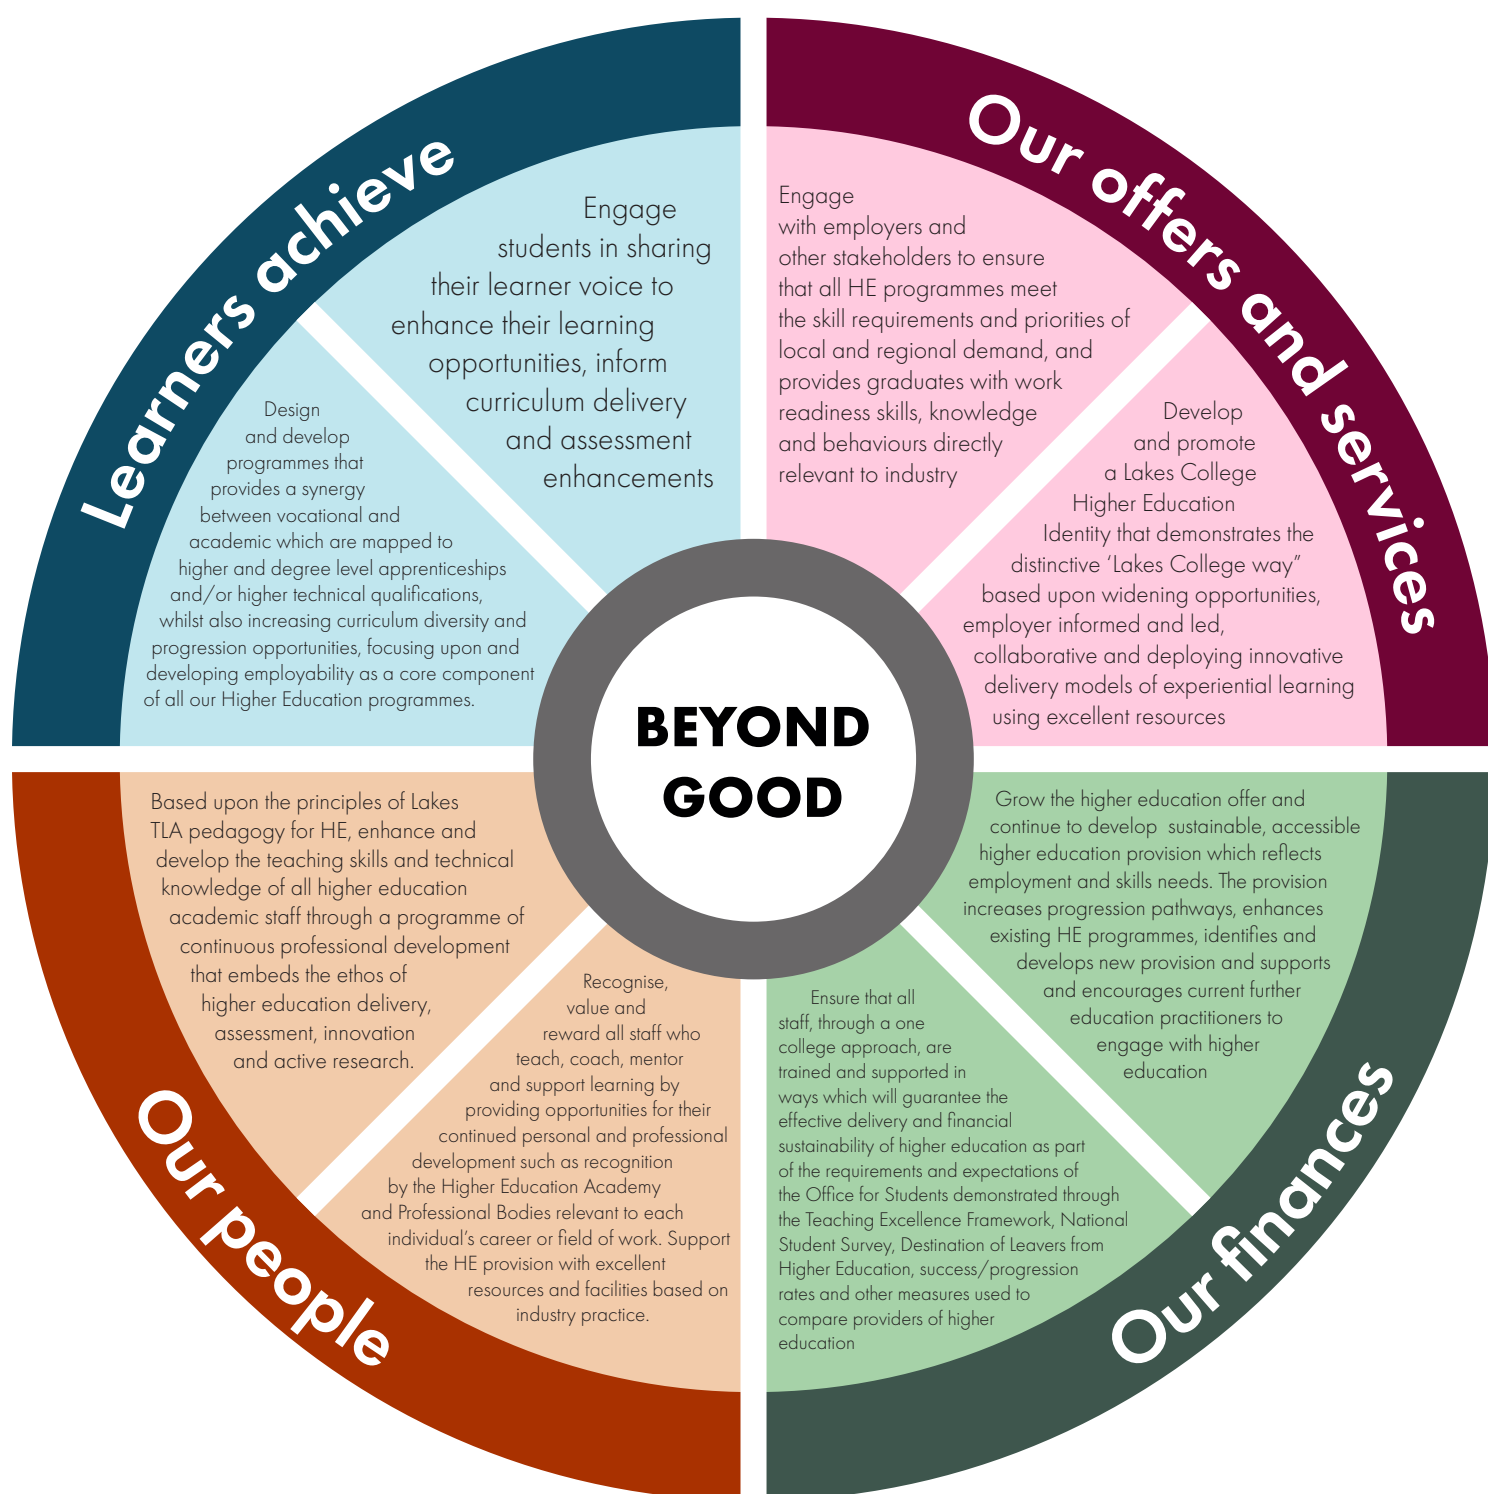 Learners achieve
Engage
students in sharing
their learner voice to
enhance their learning
opportunities, inform
curriculum delivery
and assessment
enhancements
Design
and develop
programmes that
provides a synergy
between vocational and
academic which are mapped to
higher and degree level apprenticeships
and/or higher technical qualifications,
whilst also increasing curriculum diversity and
progression opportunities, focusing upon and
developing employability as a core component
of all our Higher Education programmes.
Our offers and services
Engage
with employers and
other stakeholders to ensure
that all HE programmes meet
the skill requirements and priorities of
local and regional demand, and
provides graduates with work
readiness skills, knowledge
and behaviours directly
relevant to industry
Develop
and promote
a Lakes College
Higher Education
Identity that demonstrates the
distinctive ‘Lakes College way”
based upon widening opportunities,
employer informed and led,
collaborative and deploying innovative
delivery models of experiential learning
using excellent resources
BEYOND
GOOD
Based upon the principles of Lakes
TLA pedagogy for HE, enhance and
develop the teaching skills and technical
knowledge of all higher education
academic staff through a programme of
continuous professional development
that embeds the ethos of
higher education delivery,
assessment, innovation
and active research.
Recognise,
value and
reward all staff who
teach, coach, mentor
and support learning by
providing opportunities for their
continued personal and professional
development such as recognition
by the Higher Education Academy
and Professional Bodies relevant to each
individual’s career or field of work. Support
the HE provision with excellent
resources and facilities based on
industry practice.
Our people
Grow the higher education offer and
continue to develop sustainable, accessible
higher education provision which reflects
employment and skills needs. The provision
increases progression pathways, enhances
existing HE programmes, identifies and
develops new provision and supports
and encourages current further
education practitioners to
engage with higher
education
Ensure that all
staff, through a one
college approach, are
trained and supported in
ways which will guarantee the
effective delivery and financial
sustainability of higher education as part
of the requirements and expectations of
the Office for Students demonstrated through
the Teaching Excellence Framework, National
Student Survey, Destination of Leavers from
Higher Education, success/progression
rates and other measures used to
compare providers of higher
education
Our finances